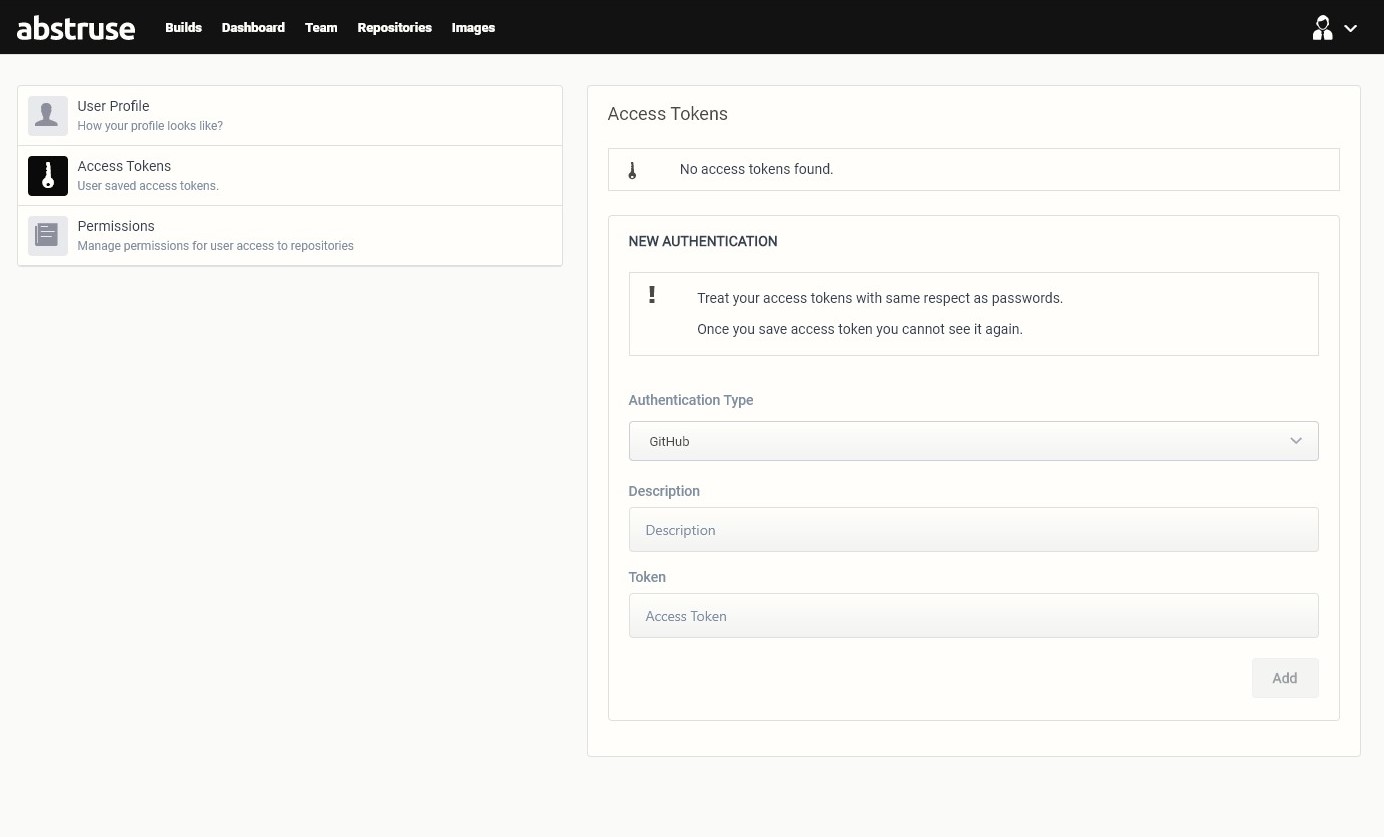 abstruse Builds Dashboard Team Repositories Images
User Profile
How your profile looks like?
Access Tokens
User saved access tokens.
Permissions
Manage permissions for user access to repositories
Access Tokens
No access tokens found.
NEW AUTHENTICATION
! Treat your access tokens with same respect as passwords.
Once you save access token you cannot see it again.
Authentication Type
GitHub
Description
Description
Token
Access Token
Add